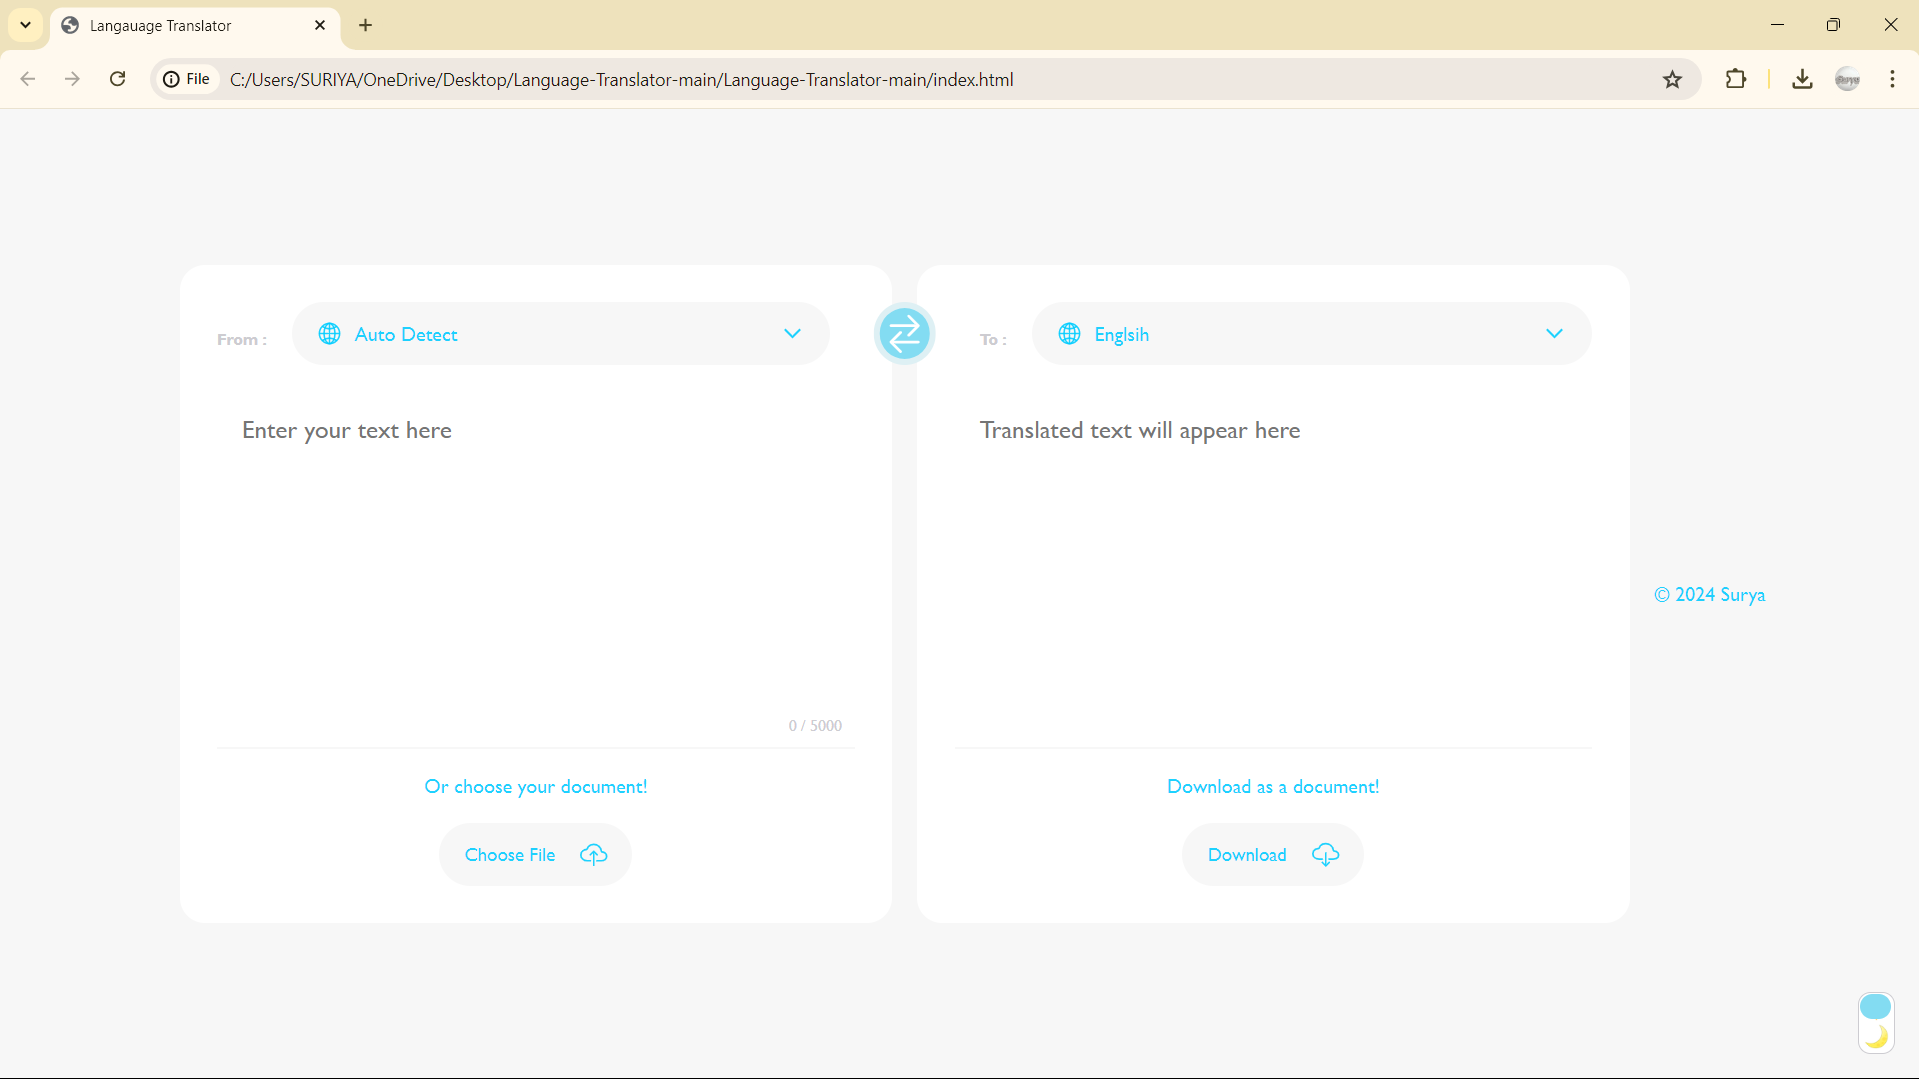 Langauage Translator
File
C:/Users/SURIYA/OneDrive/Desktop/Language-Translator-main/Language-Translator-main/index.html
From :
Auto Detect
To :
Englsih
Enter your text here
Translated text will appear here
© 2024 Surya
0 / 5000
Or choose your document!
Download as a document!
Choose File
Download